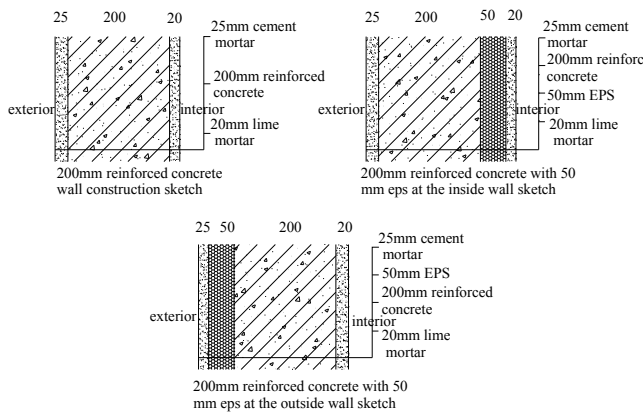 25 200 20
25mm cement
mortar
200mm reinforced
concrete
exterior
interior
20mm lime
mortar
200mm reinforced concrete
wall construction sketch
25 200 50 20
25mm cement
mortar
200mm reinforc
concrete
50mm EPS
exterior
interior
20mm lime
mortar
200mm reinforced concrete with 50
mm eps at the inside wall sketch
25 50 200 20
25mm cement
mortar
50mm EPS
200mm reinforced
concrete
exterior
interior
20mm lime
mortar
200mm reinforced concrete with 50
mm eps at the outside wall sketch